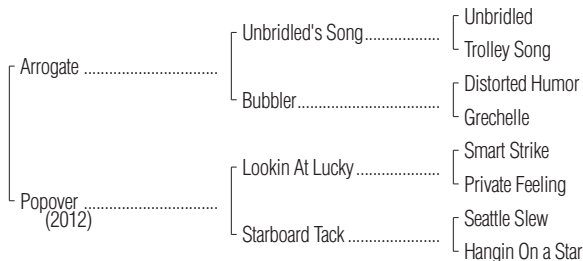 Unbridled
Unbridled's Song
Trolley Song
Arrogate
Distorted Humor
Bubbler
Grechelle
Smart Strike
Lookin At Lucky
Private Feeling
Popover
(2012)
Seattle Slew
Starboard Tack
Hangin On a Star